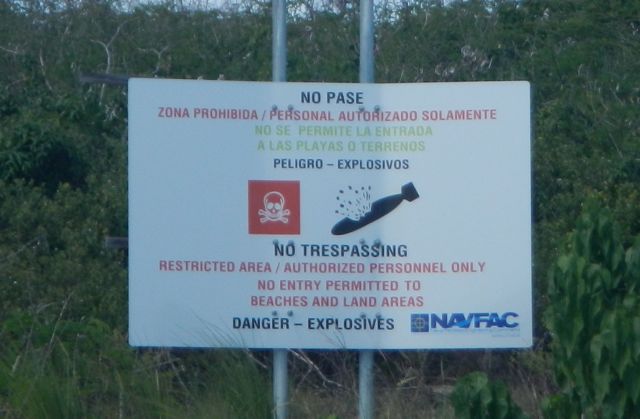 NO PASE
ZONA PROHIBIDA / PERSONAL AUTORIZADO SOLAMENTE
NO SE PERMITE LA ENTRADA
A LAS PLAYAS O TERRENOS
PELIGRO – EXPLOSIVOS
NO TRESPASSING
RESTRICTED AREA / AUTHORIZED PERSONNEL ONLY
NO ENTRY PERMITTED TO
BEACHES AND LAND AREAS
DANGER – EXPLOSIVES
NAVFAC